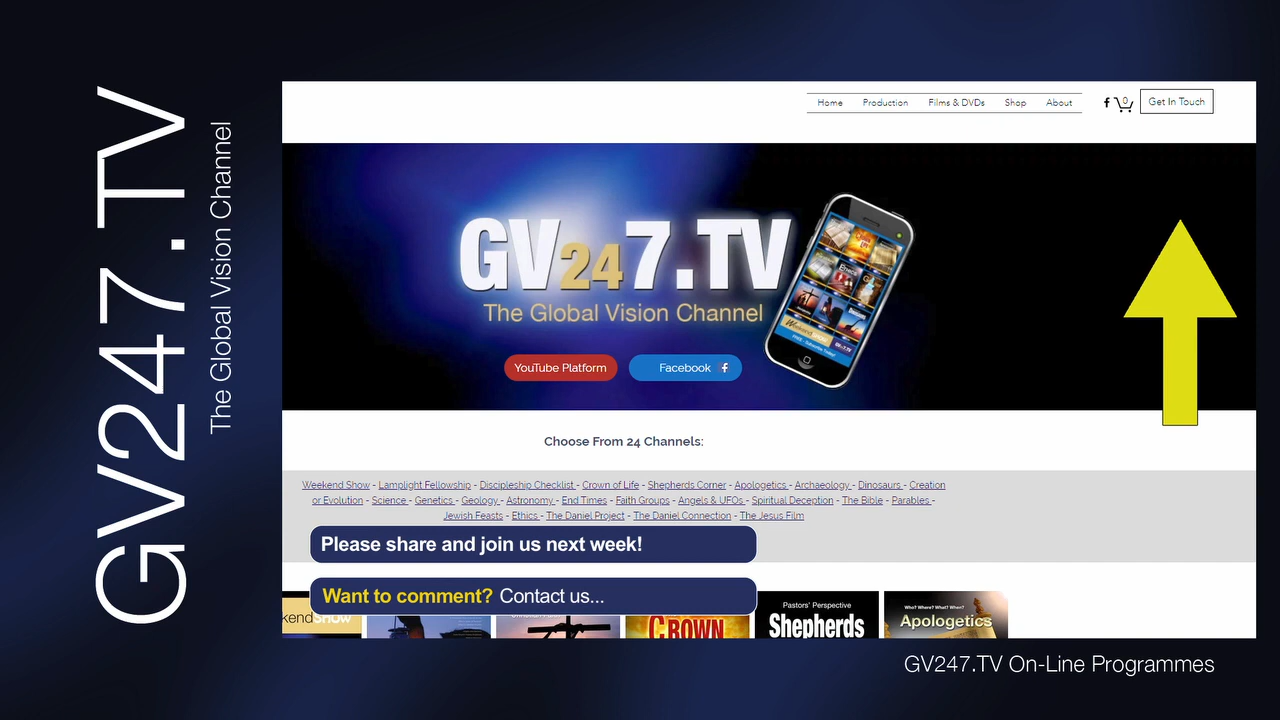 GV247.TV
The Global Vision Channel
Home Production Films & DVDs Shop About
0
Get In Touch
GV247.TV
The Global Vision Channel
YouTube Platform
Facebook
Choose From 24 Channels:
Weekend Show - Lamplight Fellowship - Discipleship Checklist - Crown of Life - Shepherds Corner - Apologetics - Archaeology - Dinosaurs - Creation
or Evolution - Science - Genetics - Geology - Astronomy - End Times - Faith Groups - Angels & UFOs - Spiritual Deception - The Bible - Parables -
Jewish Feasts - Ethics - The Daniel Project - The Daniel Connection - The Jesus Film
Please share and join us next week!
Want to comment? Contact us...
kend SHOW
CROWN
Pastors' Perspective
Shepherds
Who? Where? What? When?
Apologetics
GV247.TV On-Line Programmes